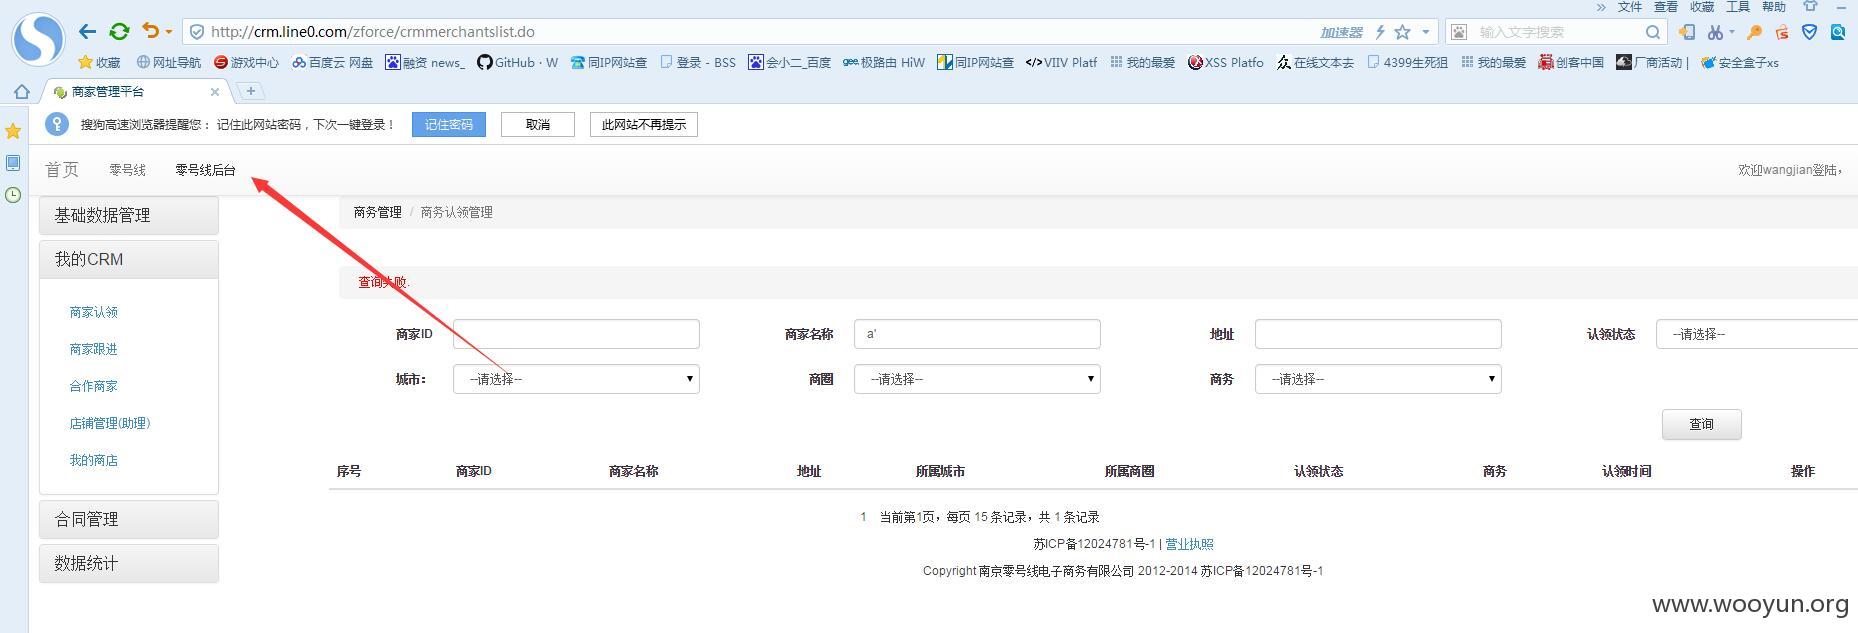 » 文件 查看 收藏 工具 帮助
http://crm.line0.com/zforce/crmmerchantslist.do 加速器 输入文字搜索
收藏 网址导航 游戏中心 百度云 网盘 融资 news_ GitHub · W 同IP网站查 登录 - BSS 会小二_百度 极路由 HiW 同IP网站查 </> VIIV Platf 我的最爱 XSS Platfo 在线文本去 4399生死狙 我的最爱 创客中国 厂商活动 | 安全盒子xs
商家管理平台 × +
搜狗高速浏览器提醒您： 记住此网站密码，下次一键登录！ 记住密码 取消 此网站不再提示
首页 零号线 零号线后台 欢迎wangjian登陆，
基础数据管理
我的CRM
商家认领
商家跟进
合作商家
店铺管理(助理)
我的商店
合同管理
数据统计
商务管理 / 商务认领管理
查询失败.
商家ID 商家名称 a' 地址 认领状态 --请选择--
城市： --请选择-- 商圈 --请选择-- 商务 --请选择--
查询
序号 商家ID 商家名称 地址 所属城市 所属商圈 认领状态 商务 认领时间 操作
1 当前第1页，每页 15 条记录，共 1 条记录
苏ICP备12024781号-1 | 营业执照
Copyright 南京零号线电子商务有限公司 2012-2014 苏ICP备12024781号-1
www.wooyun.org